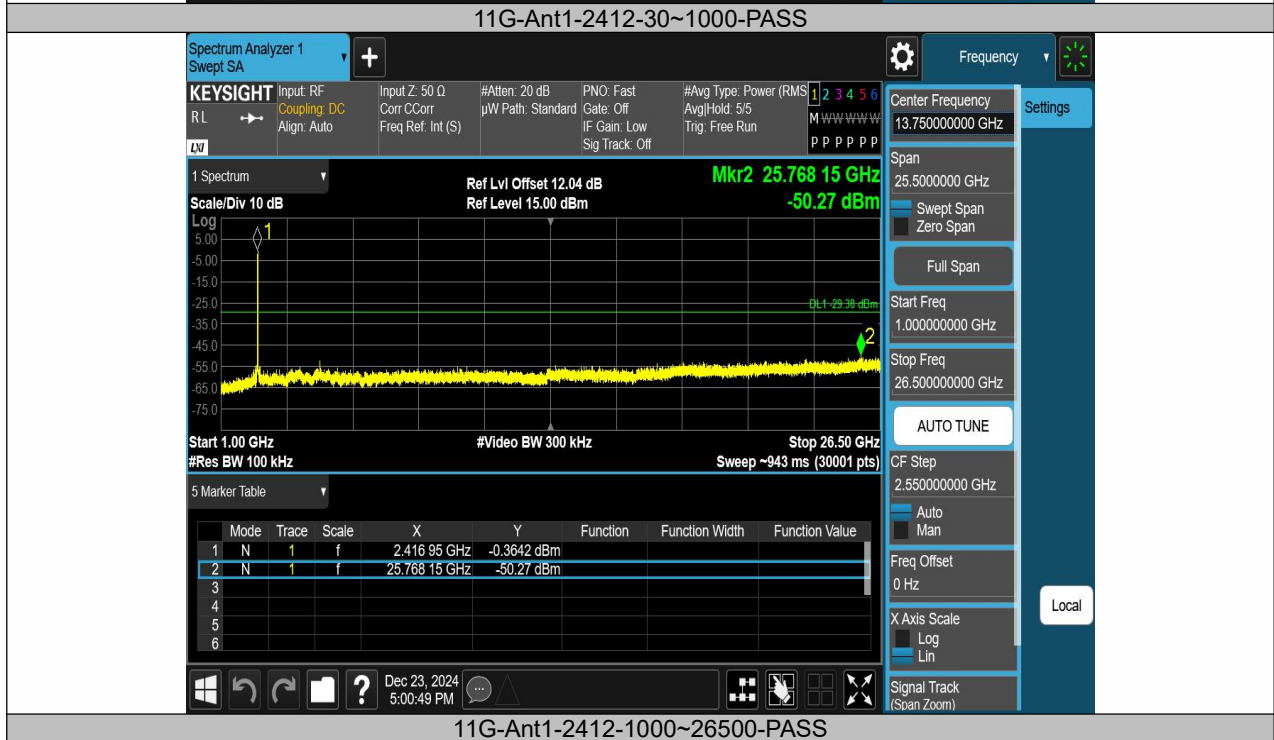 11G-Ant1-2412-30~1000-PASS
Spectrum Analyzer 1
Swept SA
+
Frequency
KEYSIGHT
RL
LXI
Input: RF
Coupling: DC
Align: Auto
Input Z: 50 Ω
Corr CCorr
Freq Ref: Int (S)
#Atten: 20 dB
µW Path: Standard
PNO: Fast
Gate: Off
IF Gain: Low
Sig Track: Off
#Avg Type: Power (RMS
Avg|Hold: 5/5
Trig: Free Run
1 2 3 4 5 6
M W W W W W
P P P P P P
Center Frequency
13.750000000 GHz
Settings
1 Spectrum
Ref Lvl Offset 12.04 dB
Mkr2 25.768 15 GHz
Scale/Div 10 dB
Ref Level 15.00 dBm
-50.27 dBm
Log
5.00
-5.00
-15.0
-25.0
-35.0
-45.0
-55.0
-65.0
-75.0
1
DL1 -29.38 dBm
2
Start 1.00 GHz
#Video BW 300 kHz
Stop 26.50 GHz
#Res BW 100 kHz
Sweep ~943 ms (30001 pts)
Span
25.5000000 GHz
Swept Span
Zero Span
Full Span
Start Freq
1.000000000 GHz
Stop Freq
26.500000000 GHz
AUTO TUNE
CF Step
2.550000000 GHz
Auto
Man
Freq Offset
0 Hz
X Axis Scale
Log
Lin
Signal Track
(Span Zoom)
Local
5 Marker Table
Mode Trace Scale X Y Function Function Width Function Value
1 N 1 f 2.416 95 GHz -0.3642 dBm
2 N 1 f 25.768 15 GHz -50.27 dBm
3
4
5
6
?
Dec 23, 2024
5:00:49 PM
11G-Ant1-2412-1000~26500-PASS